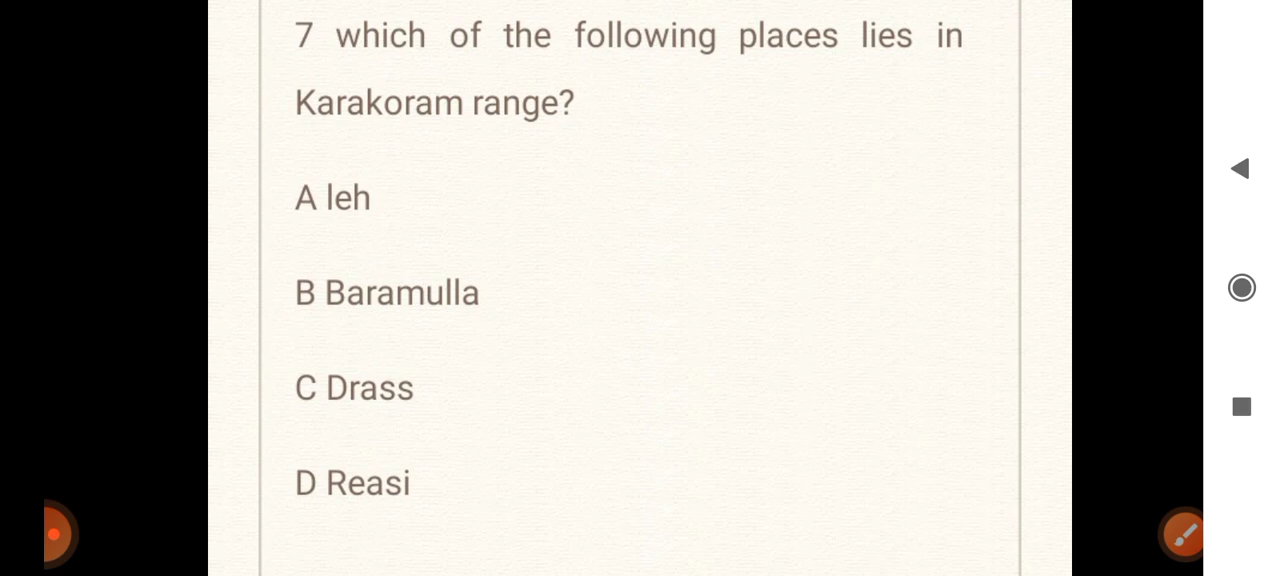 7 which of the following places lies in
Karakoram range?
A leh
B Baramulla
C Drass
D Reasi